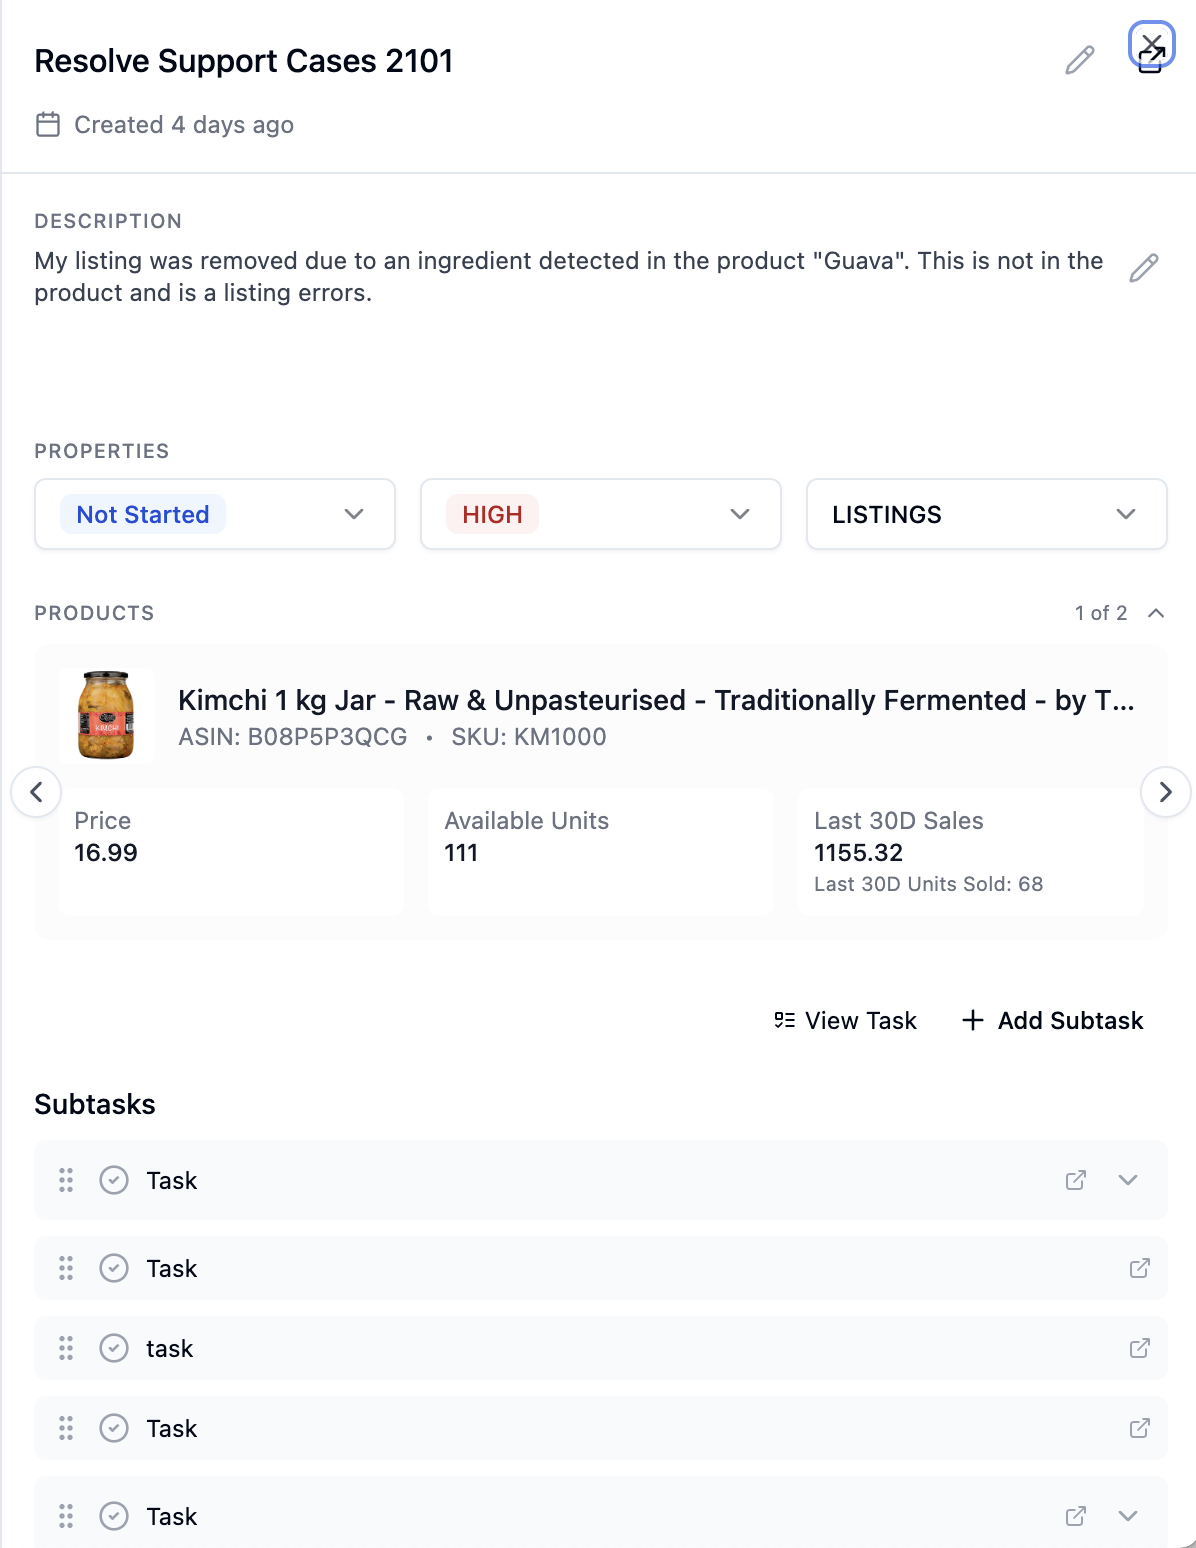 Resolve Support Cases 2101
Created 4 days ago
DESCRIPTION
My listing was removed due to an ingredient detected in the product "Guava". This is not in the
product and is a listing errors.
PROPERTIES
Not Started
HIGH
LISTINGS
PRODUCTS
1 of 2
KIMCHI
Kimchi 1 kg Jar - Raw & Unpasteurised - Traditionally Fermented - by T...
ASIN: B08P5P3QCG • SKU: KM1000
Price
16.99
Available Units
111
Last 30D Sales
1155.32
Last 30D Units Sold: 68
View Task
Add Subtask
Subtasks
Task
Task
task
Task
Task